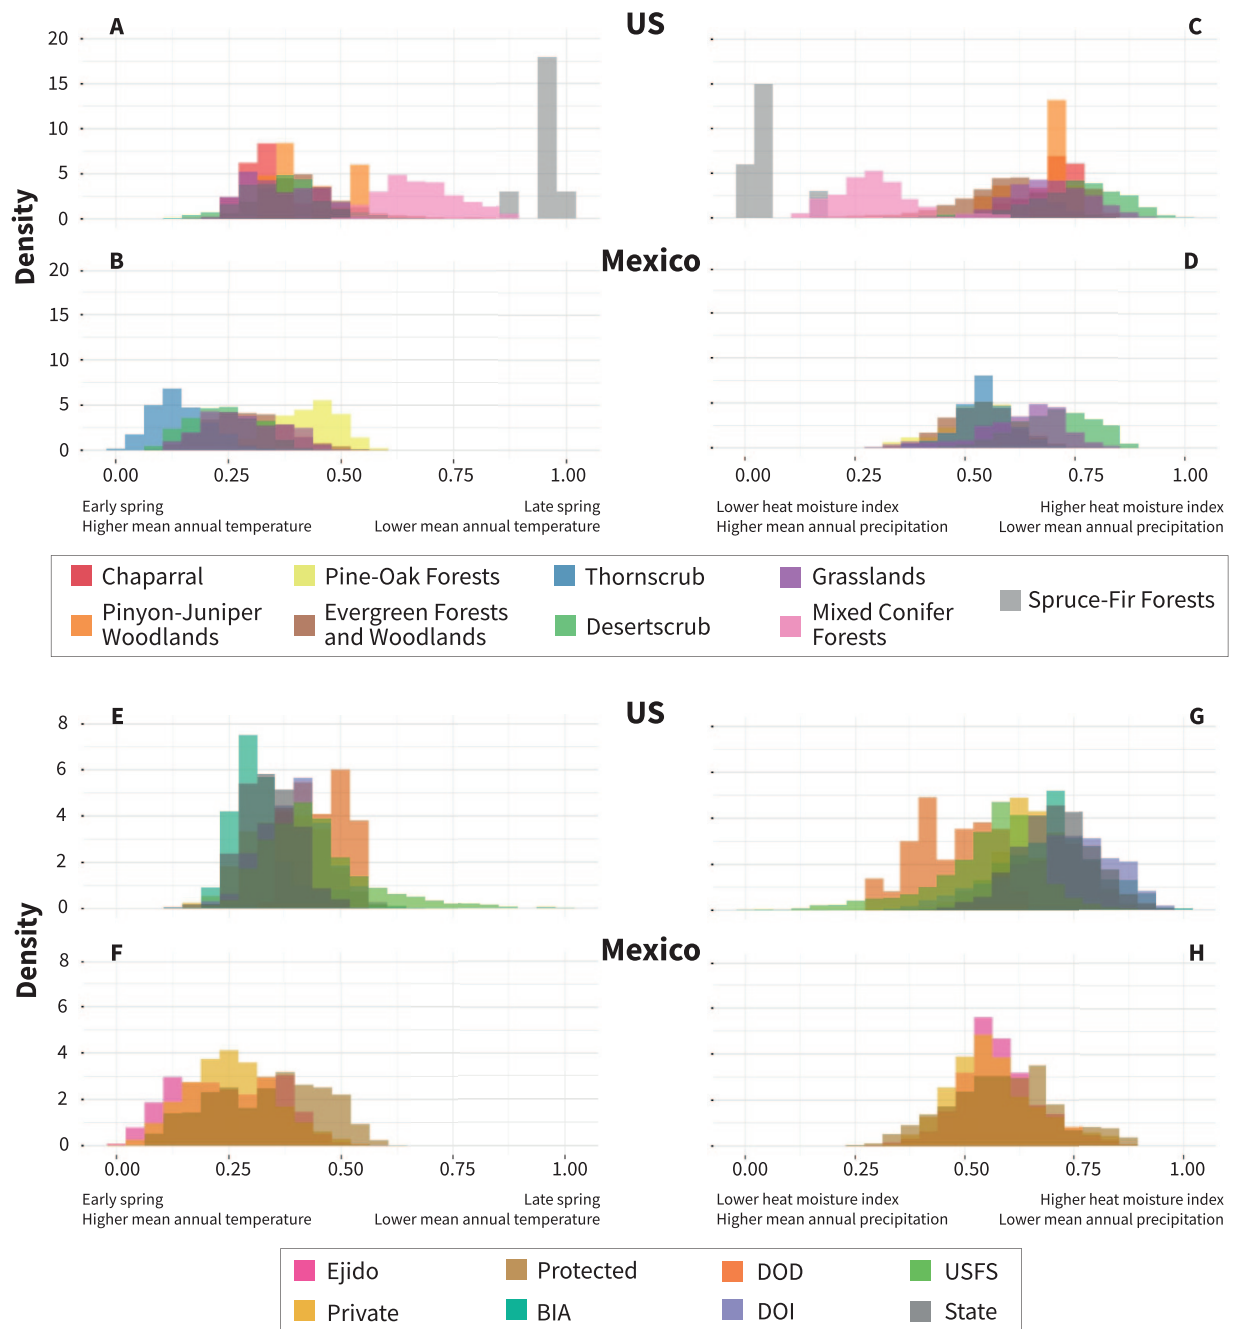 US
A
C
20
15
10
5
0
Density
Mexico
B
D
20
15
10
5
0
0.00 0.25 0.50 0.75 1.00
0.00 0.25 0.50 0.75 1.00
Early spring Late spring
Higher mean annual temperature Lower mean annual temperature
Lower heat moisture index Higher heat moisture index
Higher mean annual precipitation Lower mean annual precipitation
Chaparral
Pinyon-Juniper
Woodlands
Pine-Oak Forests
Evergreen Forests
and Woodlands
Thornscrub
Desertscrub
Grasslands
Mixed Conifer
Forests
Spruce-Fir Forests
US
E
G
8
6
4
2
0
Density
Mexico
F
H
8
6
4
2
0
0.00 0.25 0.50 0.75 1.00
0.00 0.25 0.50 0.75 1.00
Early spring Late spring
Higher mean annual temperature Lower mean annual temperature
Lower heat moisture index Higher heat moisture index
Higher mean annual precipitation Lower mean annual precipitation
Ejido
Private
Protected
BIA
DOD
DOI
USFS
State